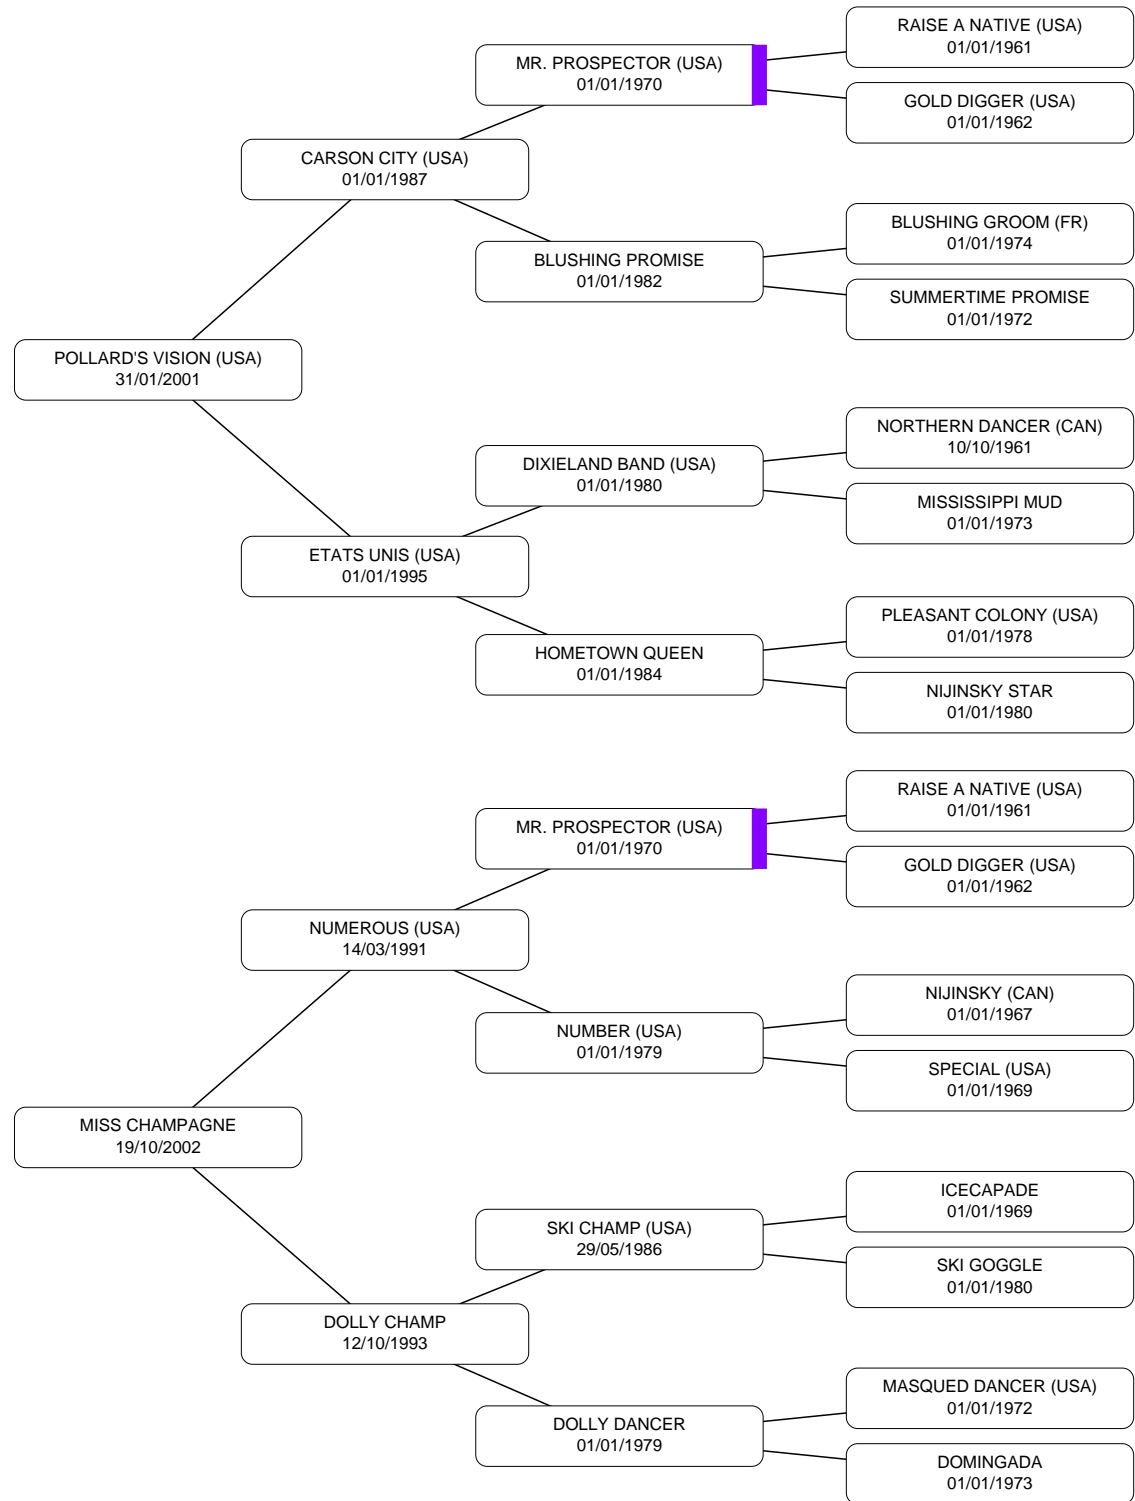 RAISE A NATIVE (USA)
01/01/1961
MR. PROSPECTOR (USA)
01/01/1970
GOLD DIGGER (USA)
01/01/1962
CARSON CITY (USA)
01/01/1987
BLUSHING GROOM (FR)
01/01/1974
BLUSHING PROMISE
01/01/1982
SUMMERTIME PROMISE
01/01/1972
POLLARD'S VISION (USA)
31/01/2001
NORTHERN DANCER (CAN)
10/10/1961
DIXIELAND BAND (USA)
01/01/1980
MISSISSIPPI MUD
01/01/1973
ETATS UNIS (USA)
01/01/1995
PLEASANT COLONY (USA)
01/01/1978
HOMETOWN QUEEN
01/01/1984
NIJINSKY STAR
01/01/1980
RAISE A NATIVE (USA)
01/01/1961
MR. PROSPECTOR (USA)
01/01/1970
GOLD DIGGER (USA)
01/01/1962
NUMEROUS (USA)
14/03/1991
NIJINSKY (CAN)
01/01/1967
NUMBER (USA)
01/01/1979
SPECIAL (USA)
01/01/1969
MISS CHAMPAGNE
19/10/2002
ICECAPADE
01/01/1969
SKI CHAMP (USA)
29/05/1986
SKI GOGGLE
01/01/1980
DOLLY CHAMP
12/10/1993
MASQUED DANCER (USA)
01/01/1972
DOLLY DANCER
01/01/1979
DOMINGADA
01/01/1973